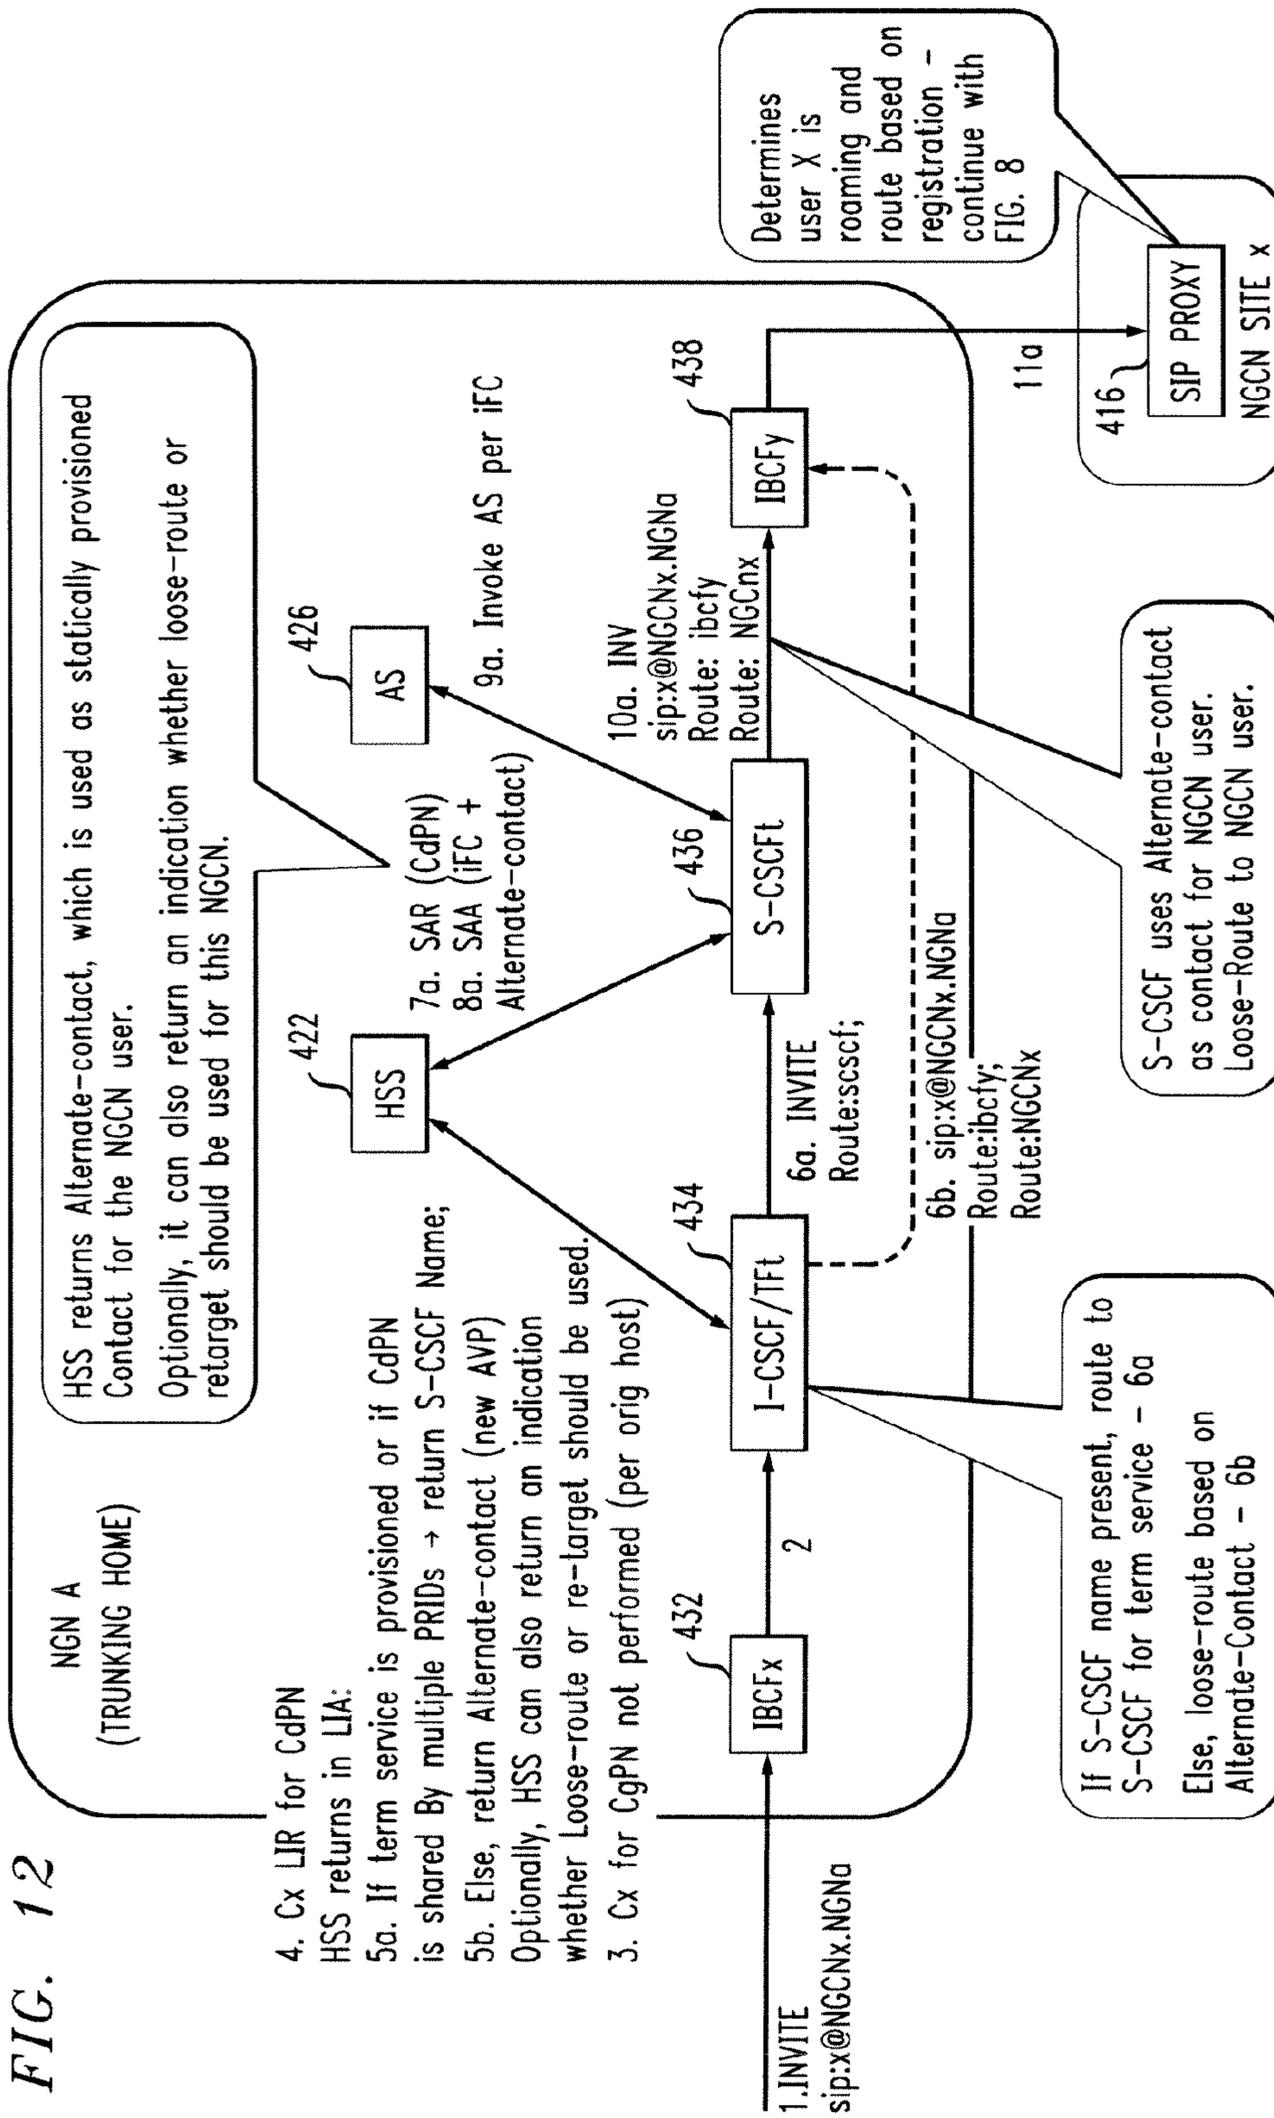 FIG. 12
NGN A
(TRUNKING HOME)
HSS returns Alternate-contact, which is used as statically provisioned
Contact for the NGCN user.
Optionally, it can also return an indication whether loose-route or
retarget should be used for this NGCN.
4. Cx LIR for CdPN
HSS returns in LIA:
5a. If term service is provisioned or if CdPN
is shared By multiple PRIDs → return S-CSCF Name;
5b. Else, return Alternate-contact (new AVP)
Optionally, HSS can also return an indication
whether Loose-route or re-target should be used.
3. Cx for CgPN not performed (per orig host)
422
HSS
7a. SAR (CdPN)
8a. SAA (iFC +
Alternate-contact)
426
AS
9a. Invoke AS per iFC
1.INVITE
sip:x@NGCNx.NGNa
432
IBCFx
2
434
I-CSCF/TFt
6a. INVITE
Route:scscf;
436
S-CSCFt
10a. INV
sip:x@NGCNx.NGNa
Route: ibcfy
Route: NGCnx
438
IBCFy
6b. sip:x@NGCNx.NGNa
Route:ibcfy;
Route:NGCNx
11a
416
SIP PROXY
NGCN SITE x
Determines
user X is
roaming and
route based on
registration -
continue with
FIG. 8
If S-CSCF name present, route to
S-CSCF for term service - 6a
Else, loose-route based on
Alternate-Contact - 6b
S-CSCF uses Alternate-contact
as contact for NGCN user.
Loose-Route to NGCN user.